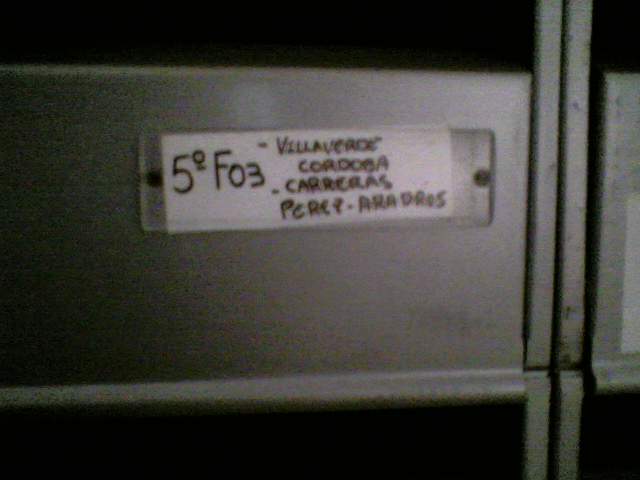 5º F03
- VILLAVERDE
CORDOBA
- CARRERAS
PEREZ-ARADROS